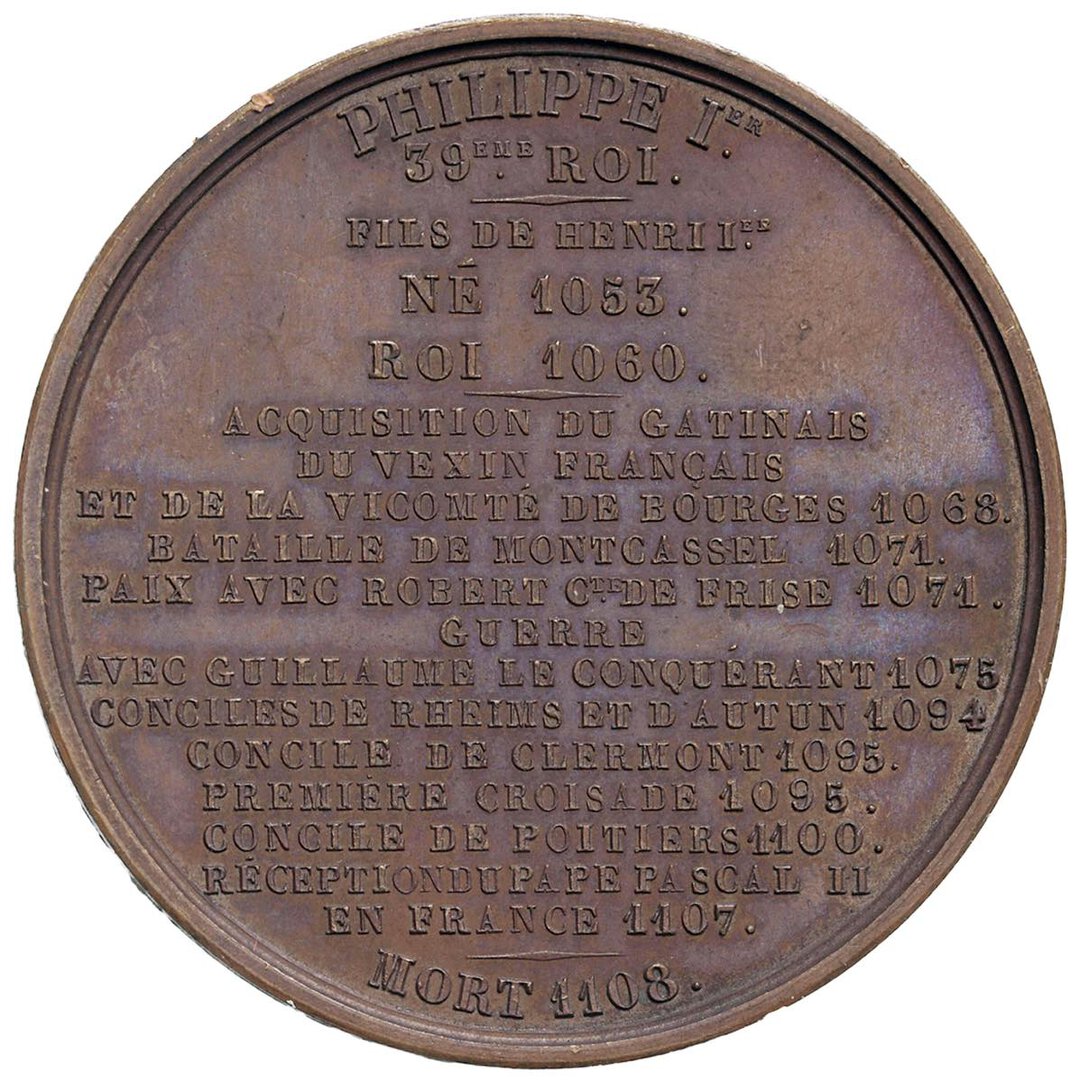 PHILIPPE IER.
39EME. ROI.
FILS DE HENRI IER.
NÉ 1053.
ROI 1060.
ACQUISITION DU GATINAIS
DU VEXIN FRANÇAIS
ET DE LA VICOMTÉ DE BOURGES 1068.
BATAILLE DE MONTCASSEL 1071.
PAIX AVEC ROBERT CTE DE FRISE 1071.
GUERRE
AVEC GUILLAUME LE CONQUÉRANT 1075
CONCILES DE RHEIMS ET D AUTUN 1094
CONCILE DE CLERMONT 1095.
PREMIÈRE CROISADE 1095.
CONCILE DE POITIERS 1100.
RÉCEPTION DU PAPE PASCAL II
EN FRANCE 1107.
MORT 1108.